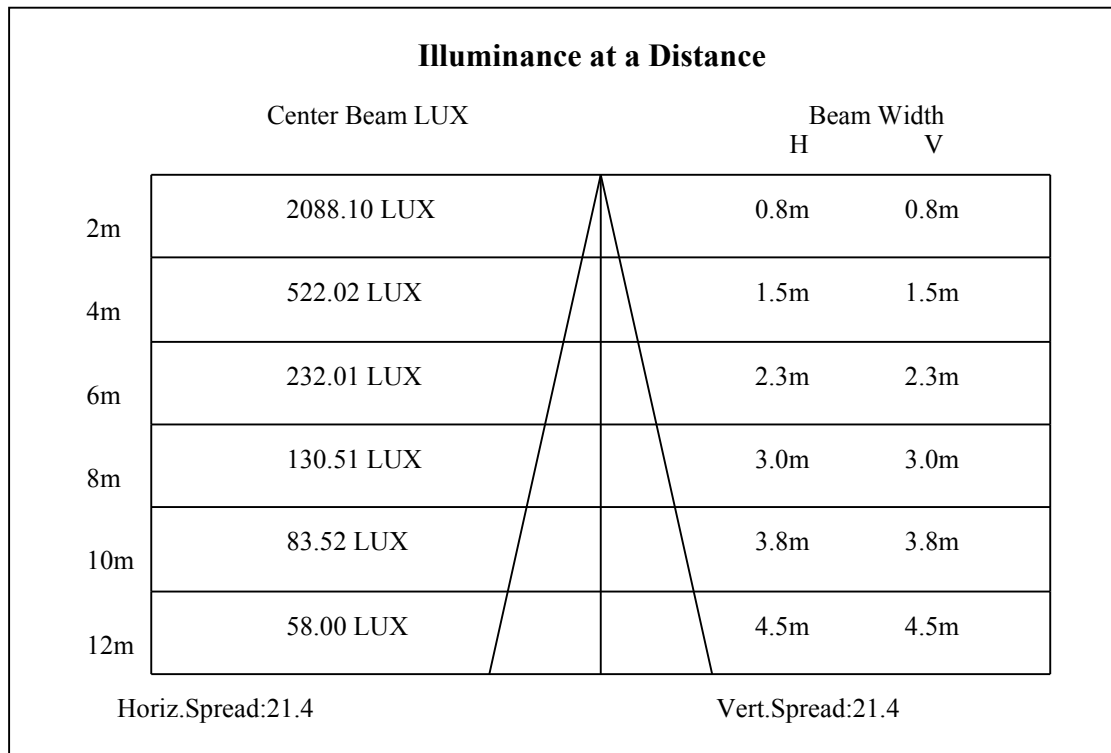 Illuminance at a Distance
Center Beam LUX Beam Width
H V
2m 2088.10 LUX 0.8m 0.8m
4m 522.02 LUX 1.5m 1.5m
6m 232.01 LUX 2.3m 2.3m
8m 130.51 LUX 3.0m 3.0m
10m 83.52 LUX 3.8m 3.8m
12m 58.00 LUX 4.5m 4.5m
Horiz.Spread:21.4 Vert.Spread:21.4